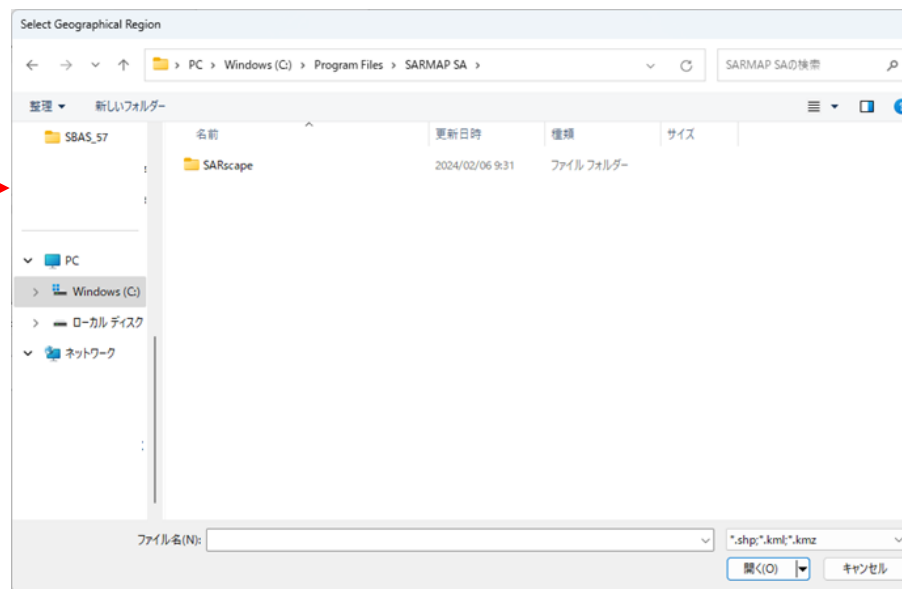 Select Geographical Region
PC > Windows (C:) > Program Files > SARMAP SA >
SARMAP SAの検索
整理 新しいフォルダー
名前 更新日時 種類 サイズ
SBAS_57
SARscape 2024/02/06 9:31 ファイル フォルダー
PC
Windows (C:)
ローカル ディスク
ネットワーク
ファイル名(N):
*.shp;*.kml;*.kmz
開く(O) キャンセル